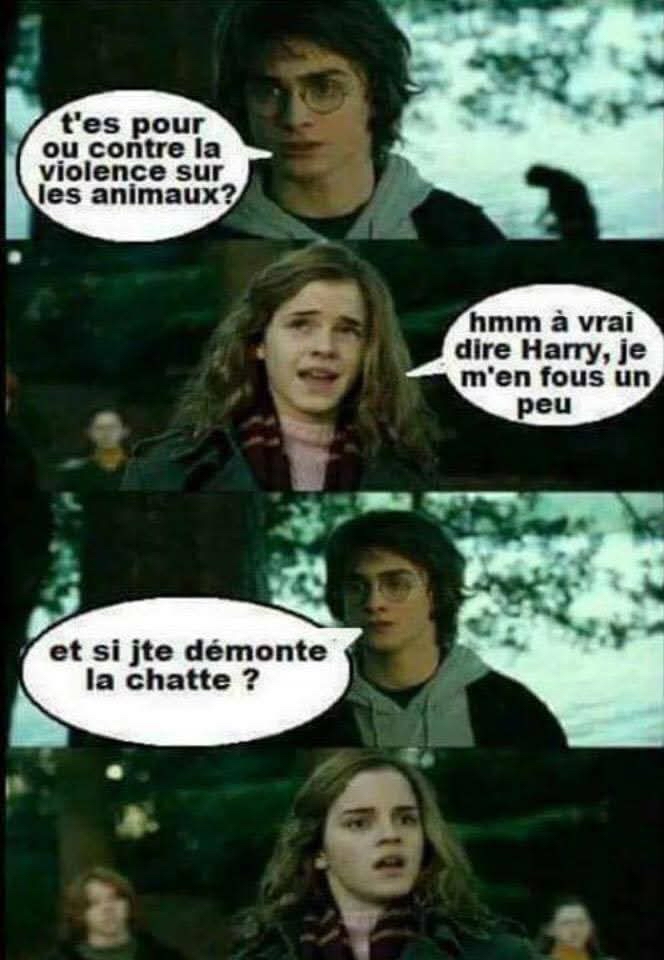 t'es pour
ou contre la
violence sur
les animaux?
hmm à vrai
dire Harry, je
m'en fous un
peu
et si jte démonte
la chatte ?